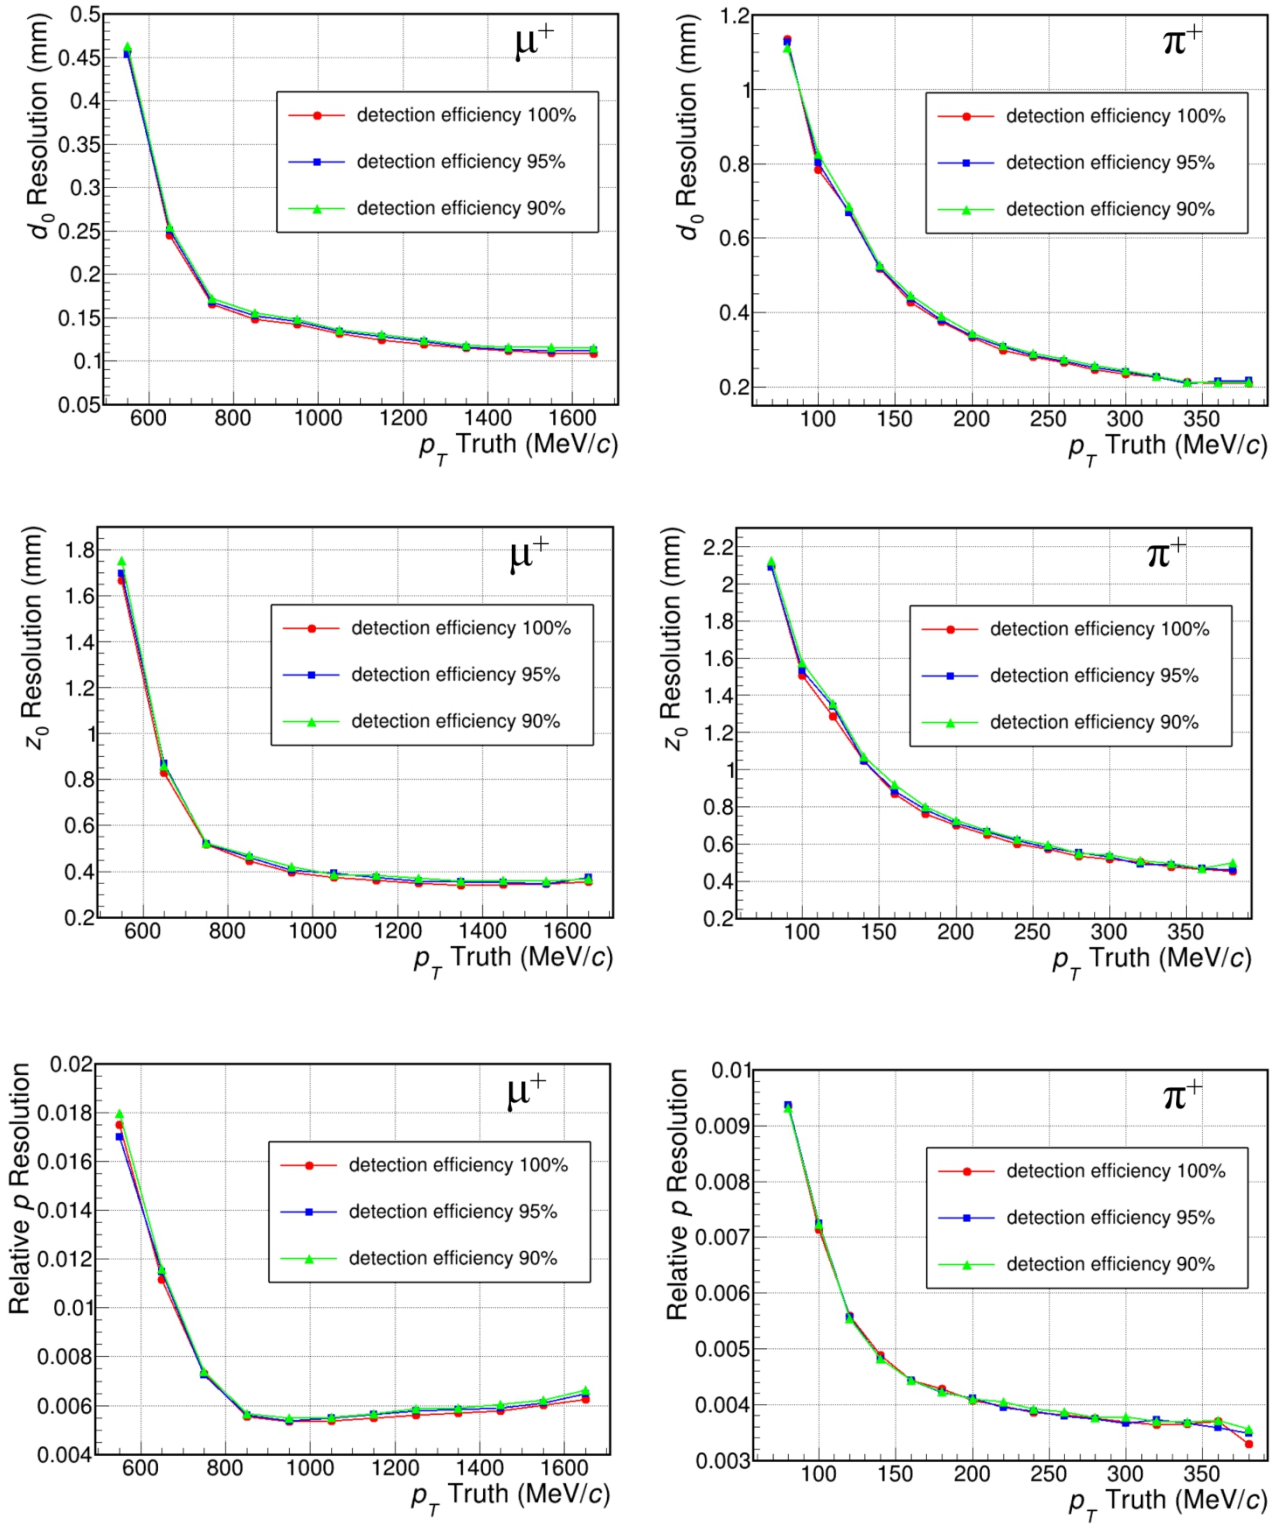 0.5
0.45
0.4
0.35
0.3
0.25
0.2
0.15
0.1
0.05
d0 Resolution (mm)
μ+
detection efficiency 100%
detection efficiency 95%
detection efficiency 90%
600 800 1000 1200 1400 1600
pT Truth (MeV/c)
1.2
1
0.8
0.6
0.4
0.2
d0 Resolution (mm)
π+
detection efficiency 100%
detection efficiency 95%
detection efficiency 90%
100 150 200 250 300 350
pT Truth (MeV/c)
1.8
1.6
1.4
1.2
1
0.8
0.6
0.4
0.2
z0 Resolution (mm)
μ+
detection efficiency 100%
detection efficiency 95%
detection efficiency 90%
600 800 1000 1200 1400 1600
pT Truth (MeV/c)
2.2
2
1.8
1.6
1.4
1.2
1
0.8
0.6
0.4
0.2
z0 Resolution (mm)
π+
detection efficiency 100%
detection efficiency 95%
detection efficiency 90%
100 150 200 250 300 350
pT Truth (MeV/c)
0.02
0.018
0.016
0.014
0.012
0.01
0.008
0.006
0.004
Relative p Resolution
μ+
detection efficiency 100%
detection efficiency 95%
detection efficiency 90%
600 800 1000 1200 1400 1600
pT Truth (MeV/c)
0.01
0.009
0.008
0.007
0.006
0.005
0.004
0.003
Relative p Resolution
π+
detection efficiency 100%
detection efficiency 95%
detection efficiency 90%
100 150 200 250 300 350
pT Truth (MeV/c)